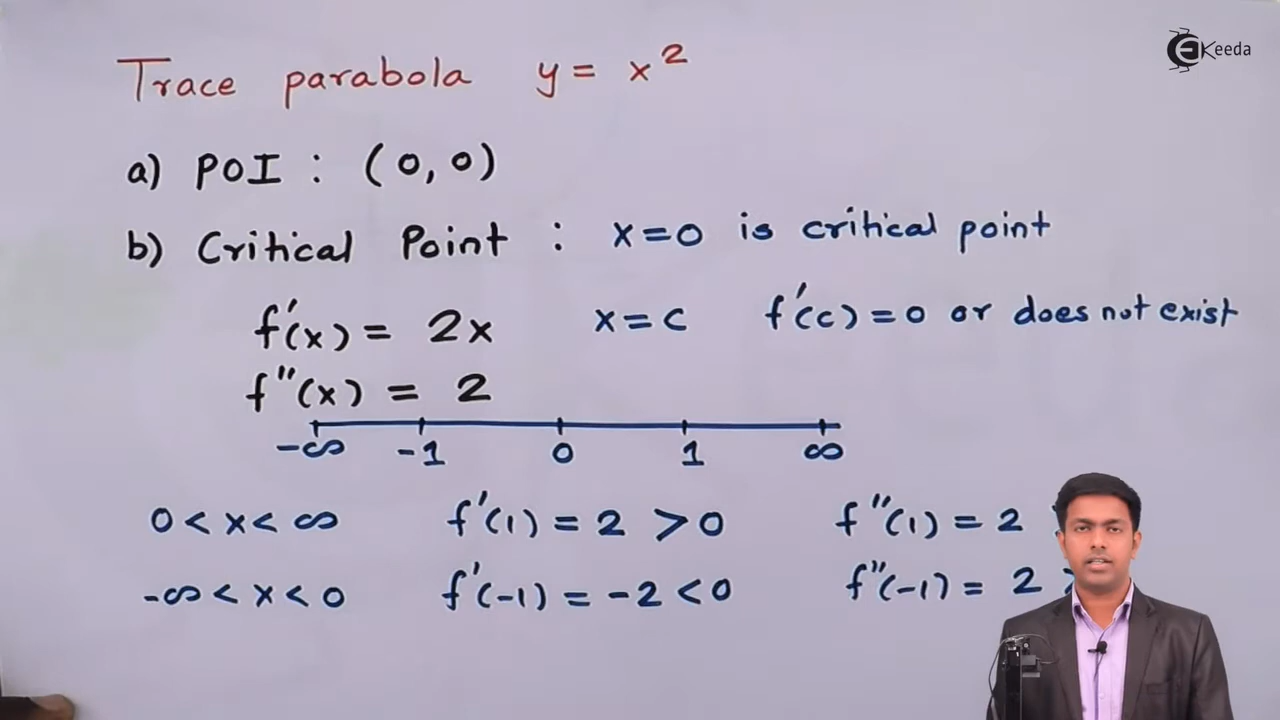 Trace parabola y = x²
EKeeda
a) POI : (0,0)
b) Critical Point : x=0 is critical point
f'(x) = 2x x=c f'(c)=0 or does not exist
f''(x) = 2
-∞ -1 0 1 ∞
0 < x < ∞ f'(1) = 2 > 0 f''(1) = 2
-∞ < x < 0 f'(-1) = -2 < 0 f''(-1) = 2 >